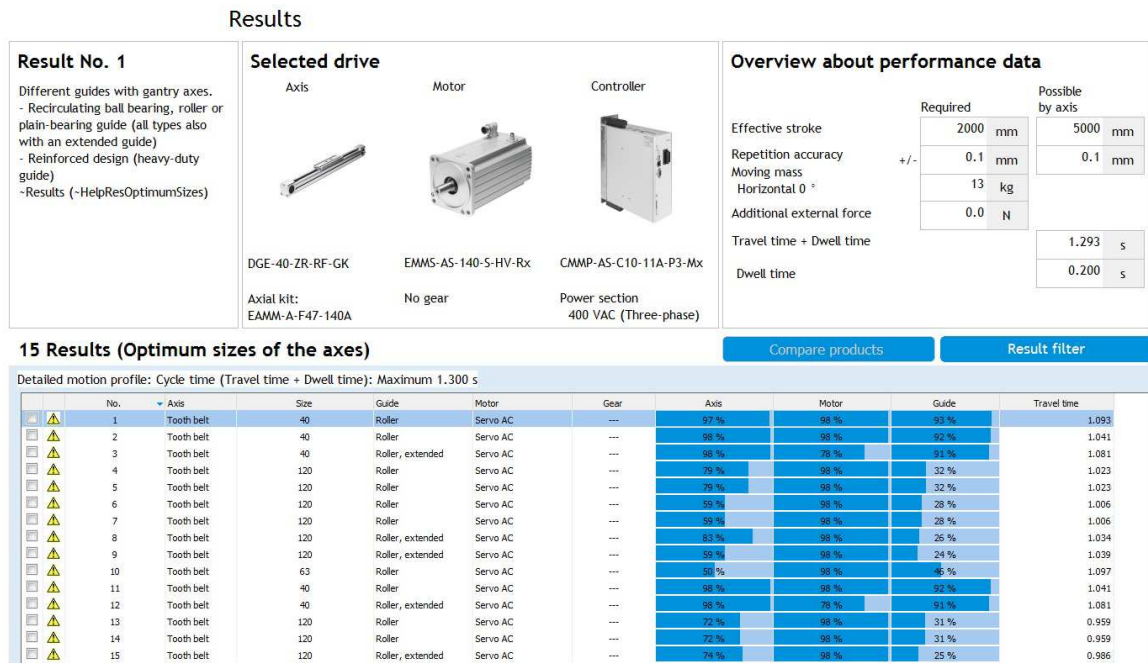 Results
Result No. 1
Different guides with gantry axes.
- Recirculating ball bearing, roller or
plain-bearing guide (all types also
with an extended guide)
- Reinforced design (heavy-duty
guide)
~Results (~HelpResOptimumSizes)
Selected drive
Axis Motor Controller
DGE-40-ZR-RF-GK EMMS-AS-140-S-HV-Rx CMMP-AS-C10-11A-P3-Mx
Axial kit: No gear Power section
EAMM-A-F47-140A 400 VAC (Three-phase)
Overview about performance data
Possible
Required by axis
Effective stroke 2000 mm 5000 mm
Repetition accuracy +/- 0.1 mm 0.1 mm
Moving mass
Horizontal 0 ° 13 kg
Additional external force 0.0 N
Travel time + Dwell time 1.293 s
Dwell time 0.200 s
15 Results (Optimum sizes of the axes)
Compare products Result filter
Detailed motion profile: Cycle time (Travel time + Dwell time): Maximum 1.300 s
No. Axis Size Guide Motor Gear Axis Motor Guide Travel time
1 Tooth belt 40 Roller Servo AC --- 97 % 98 % 93 % 1.093
2 Tooth belt 40 Roller Servo AC --- 98 % 98 % 92 % 1.041
3 Tooth belt 40 Roller, extended Servo AC --- 98 % 78 % 91 % 1.081
4 Tooth belt 120 Roller Servo AC --- 79 % 98 % 32 % 1.023
5 Tooth belt 120 Roller Servo AC --- 79 % 98 % 32 % 1.023
6 Tooth belt 120 Roller Servo AC --- 59 % 98 % 28 % 1.006
7 Tooth belt 120 Roller Servo AC --- 59 % 98 % 28 % 1.006
8 Tooth belt 120 Roller, extended Servo AC --- 83 % 98 % 26 % 1.034
9 Tooth belt 120 Roller, extended Servo AC --- 59 % 98 % 24 % 1.039
10 Tooth belt 63 Roller Servo AC --- 50 % 98 % 46 % 1.097
11 Tooth belt 40 Roller Servo AC --- 98 % 98 % 92 % 1.041
12 Tooth belt 40 Roller, extended Servo AC --- 98 % 78 % 91 % 1.081
13 Tooth belt 120 Roller Servo AC --- 72 % 98 % 31 % 0.959
14 Tooth belt 120 Roller Servo AC --- 72 % 98 % 31 % 0.959
15 Tooth belt 120 Roller, extended Servo AC --- 74 % 98 % 25 % 0.986